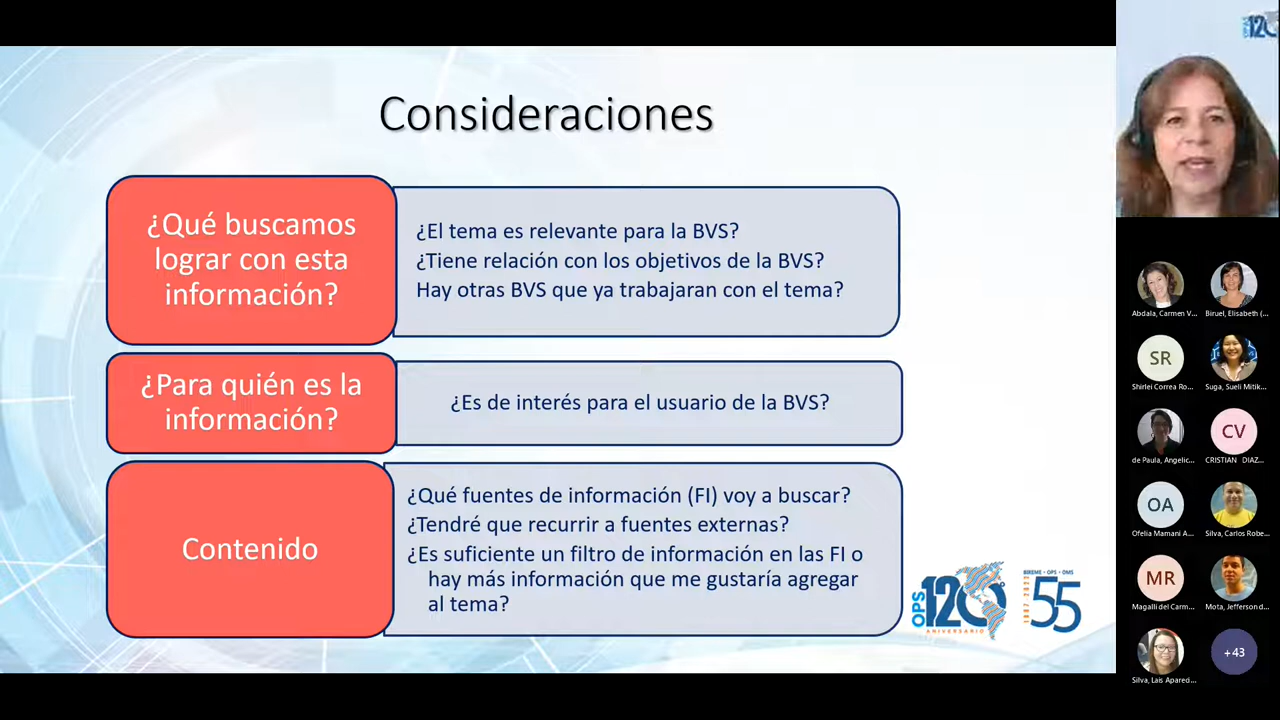 Consideraciones
¿Qué buscamos
lograr con esta
información?
¿El tema es relevante para la BVS?
¿Tiene relación con los objetivos de la BVS?
Hay otras BVS que ya trabajaran con el tema?
¿Para quién es la
información?
¿Es de interés para el usuario de la BVS?
Contenido
¿Qué fuentes de información (FI) voy a buscar?
¿Tendré que recurrir a fuentes externas?
¿Es suficiente un filtro de información en las FI o
hay más información que me gustaría agregar
al tema?
OPS
120
ANIVERSARIO
BIREME • OPS • OMS
55
120
Abdala, Carmen V...
Biruel, Elisabeth (...
SR
Shirlei Correa Ro...
Suga, Sueli Mitik...
de Paula, Angelic...
CV
CRISTIAN DIAZ...
OA
Ofelia Mamani A...
Silva, Carlos Robe...
MR
Magalli del Carm...
Mota, Jefferson d...
Silva, Lais Apared...
+43